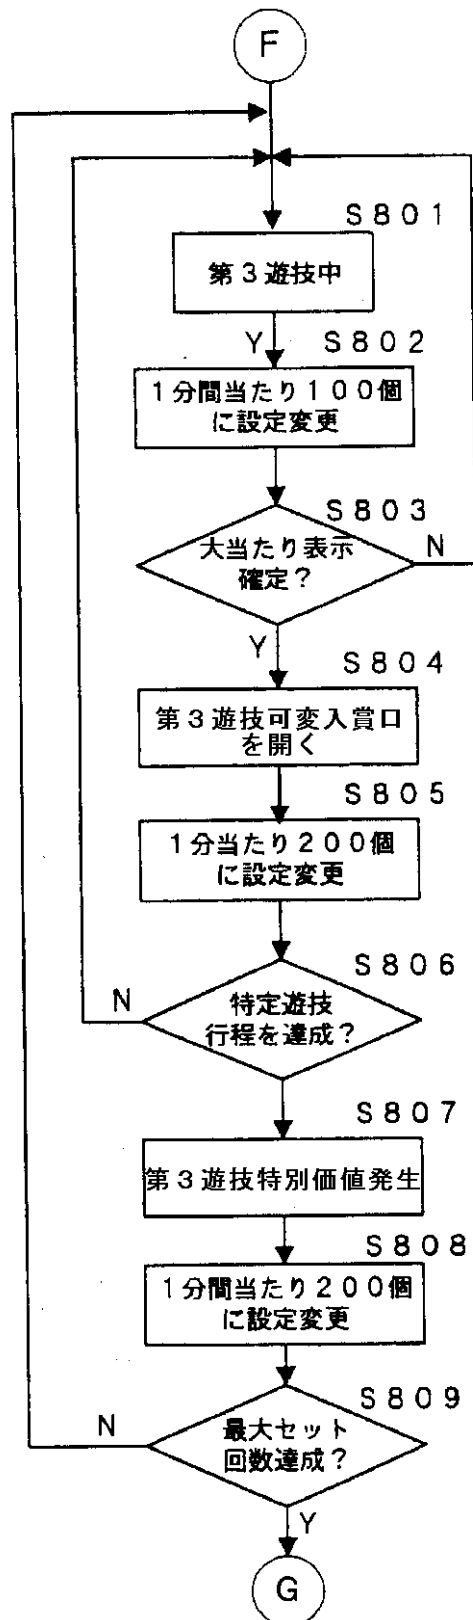 F
S801
第3遊技中
Y
S802
1分間当たり100個
に設定変更
S803
大当たり表示
確定？
N
Y
S804
第3遊技可変入賞口
を開く
S805
1分当たり200個
に設定変更
S806
特定遊技
行程を達成？
N
S807
第3遊技特別価値発生
S808
1分間当たり200個
に設定変更
S809
最大セット
回数達成？
N
Y
G